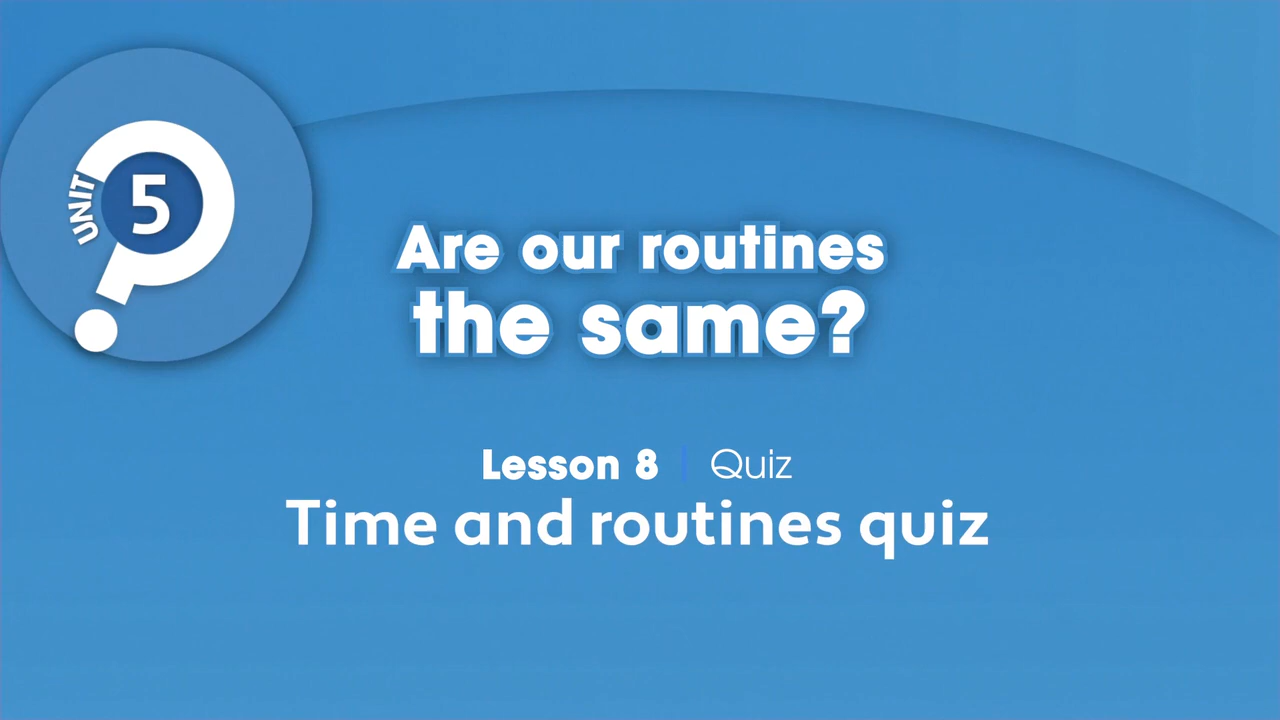 UNIT
5
Are our routines
the same?
Lesson 8 | Quiz
Time and routines quiz